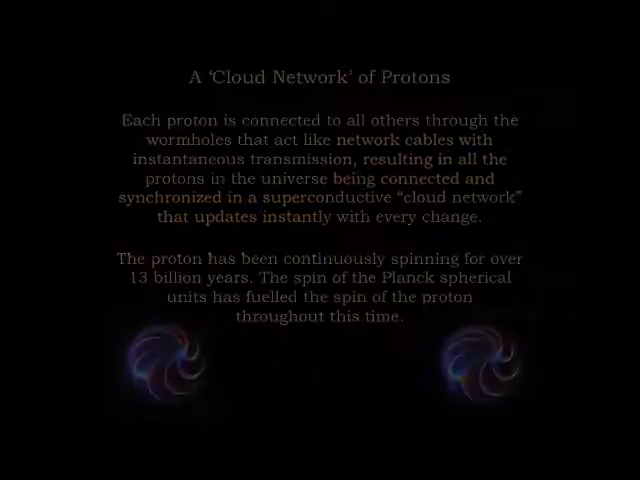 A ‘Cloud Network’ of Protons
Each proton is connected to all others through the
wormholes that act like network cables with
instantaneous transmission, resulting in all the
protons in the universe being connected and
synchronized in a superconductive “cloud network”
that updates instantly with every change.
The proton has been continuously spinning for over
13 billion years. The spin of the Planck spherical
units has fuelled the spin of the proton
throughout this time.